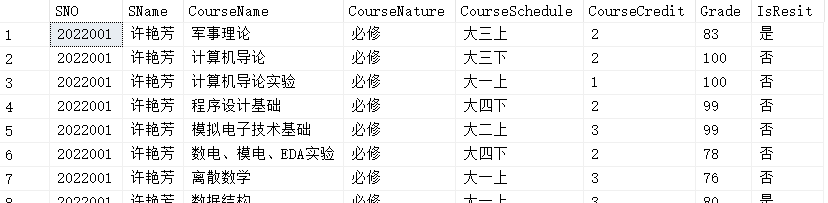 SNO SName CourseName CourseNature CourseSchedule CourseCredit Grade IsResit
1 2022001 许艳芳 军事理论 必修 大三上 2 83 是
2 2022001 许艳芳 计算机导论 必修 大三下 2 100 否
3 2022001 许艳芳 计算机导论实验 必修 大一上 1 100 否
4 2022001 许艳芳 程序设计基础 必修 大四下 2 99 否
5 2022001 许艳芳 模拟电子技术基础 必修 大二上 3 99 否
6 2022001 许艳芳 数电、模电、EDA实验 必修 大四下 2 78 否
7 2022001 许艳芳 离散数学 必修 大一上 3 76 否
8 2022001 许艳芳 数据结构 必修 大一上 3 80 是